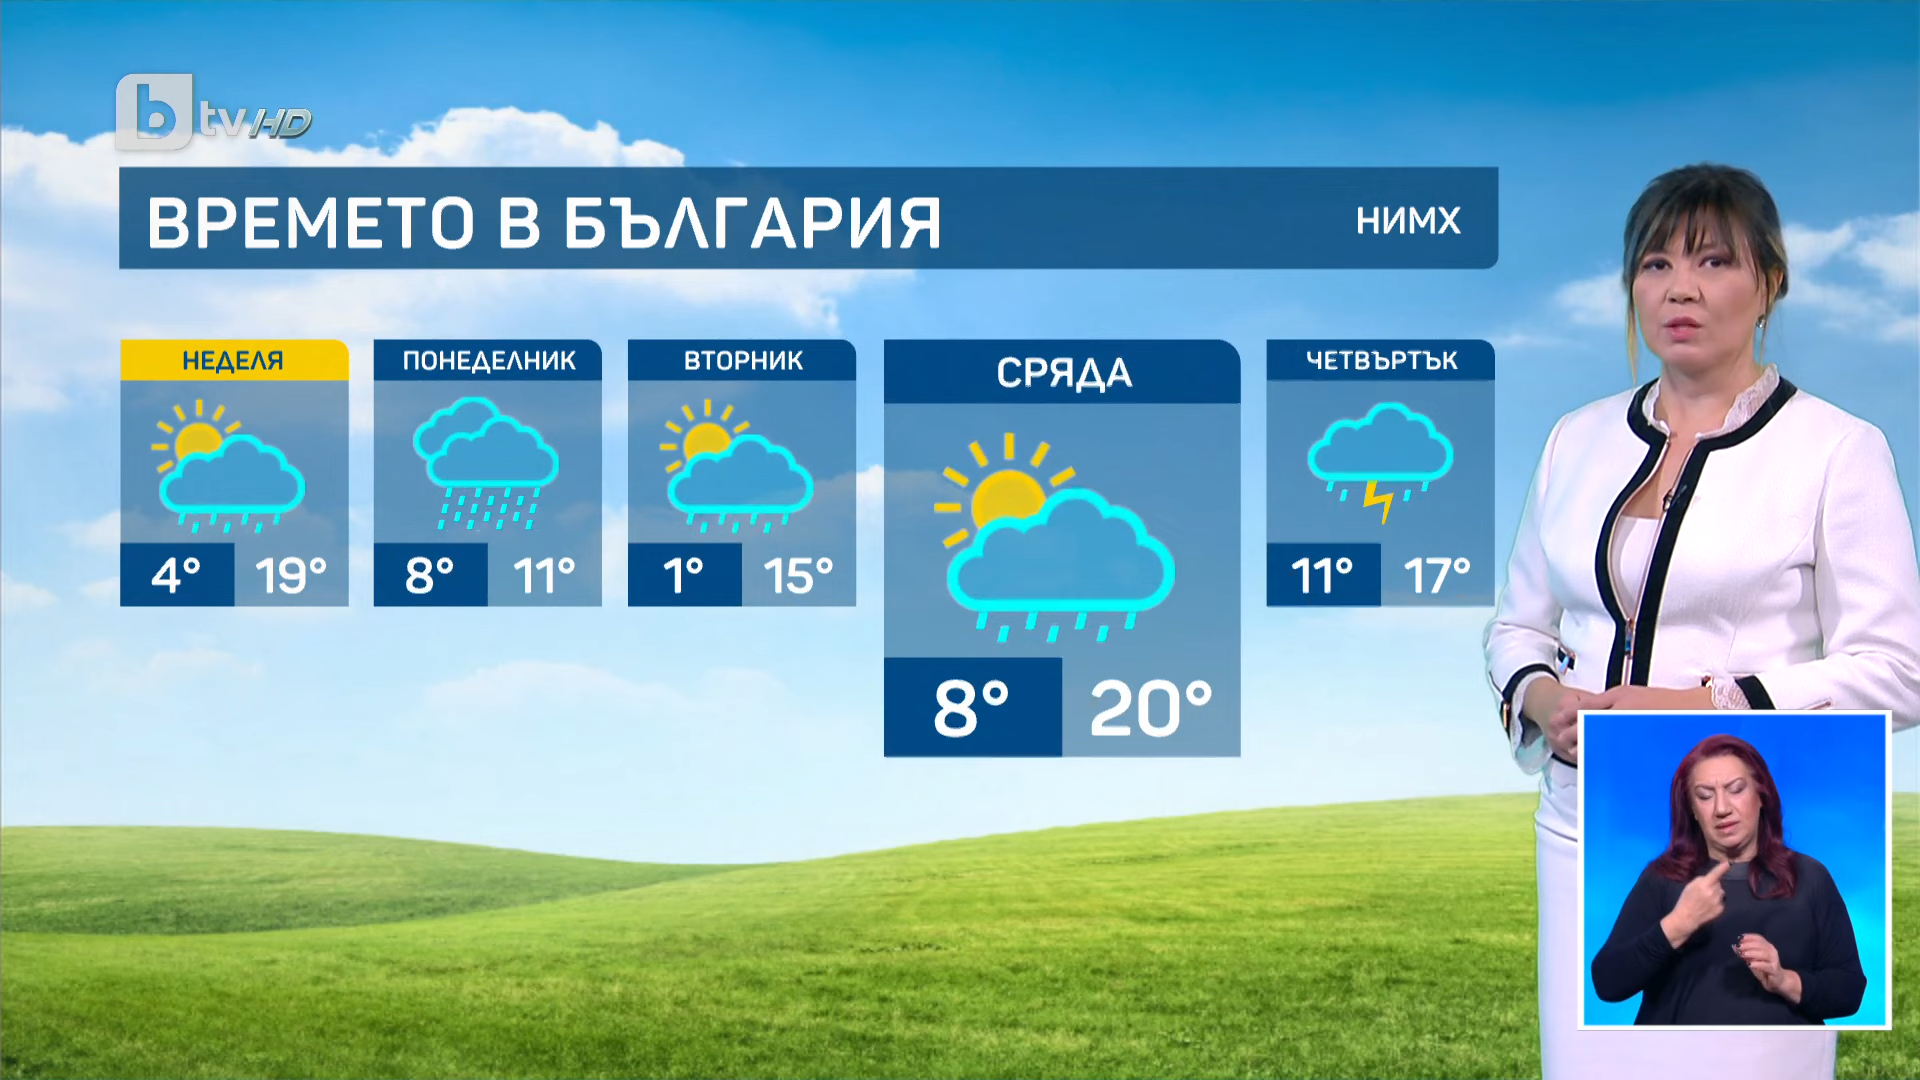 btv HD
ВРЕМЕТО В БЪЛГАРИЯ
НИМХ
НЕДЕЛЯ
4° 19°
ПОНЕДЕЛНИК
8° 11°
ВТОРНИК
1° 15°
СРЯДА
8° 20°
ЧЕТВЪРТЪК
11° 17°